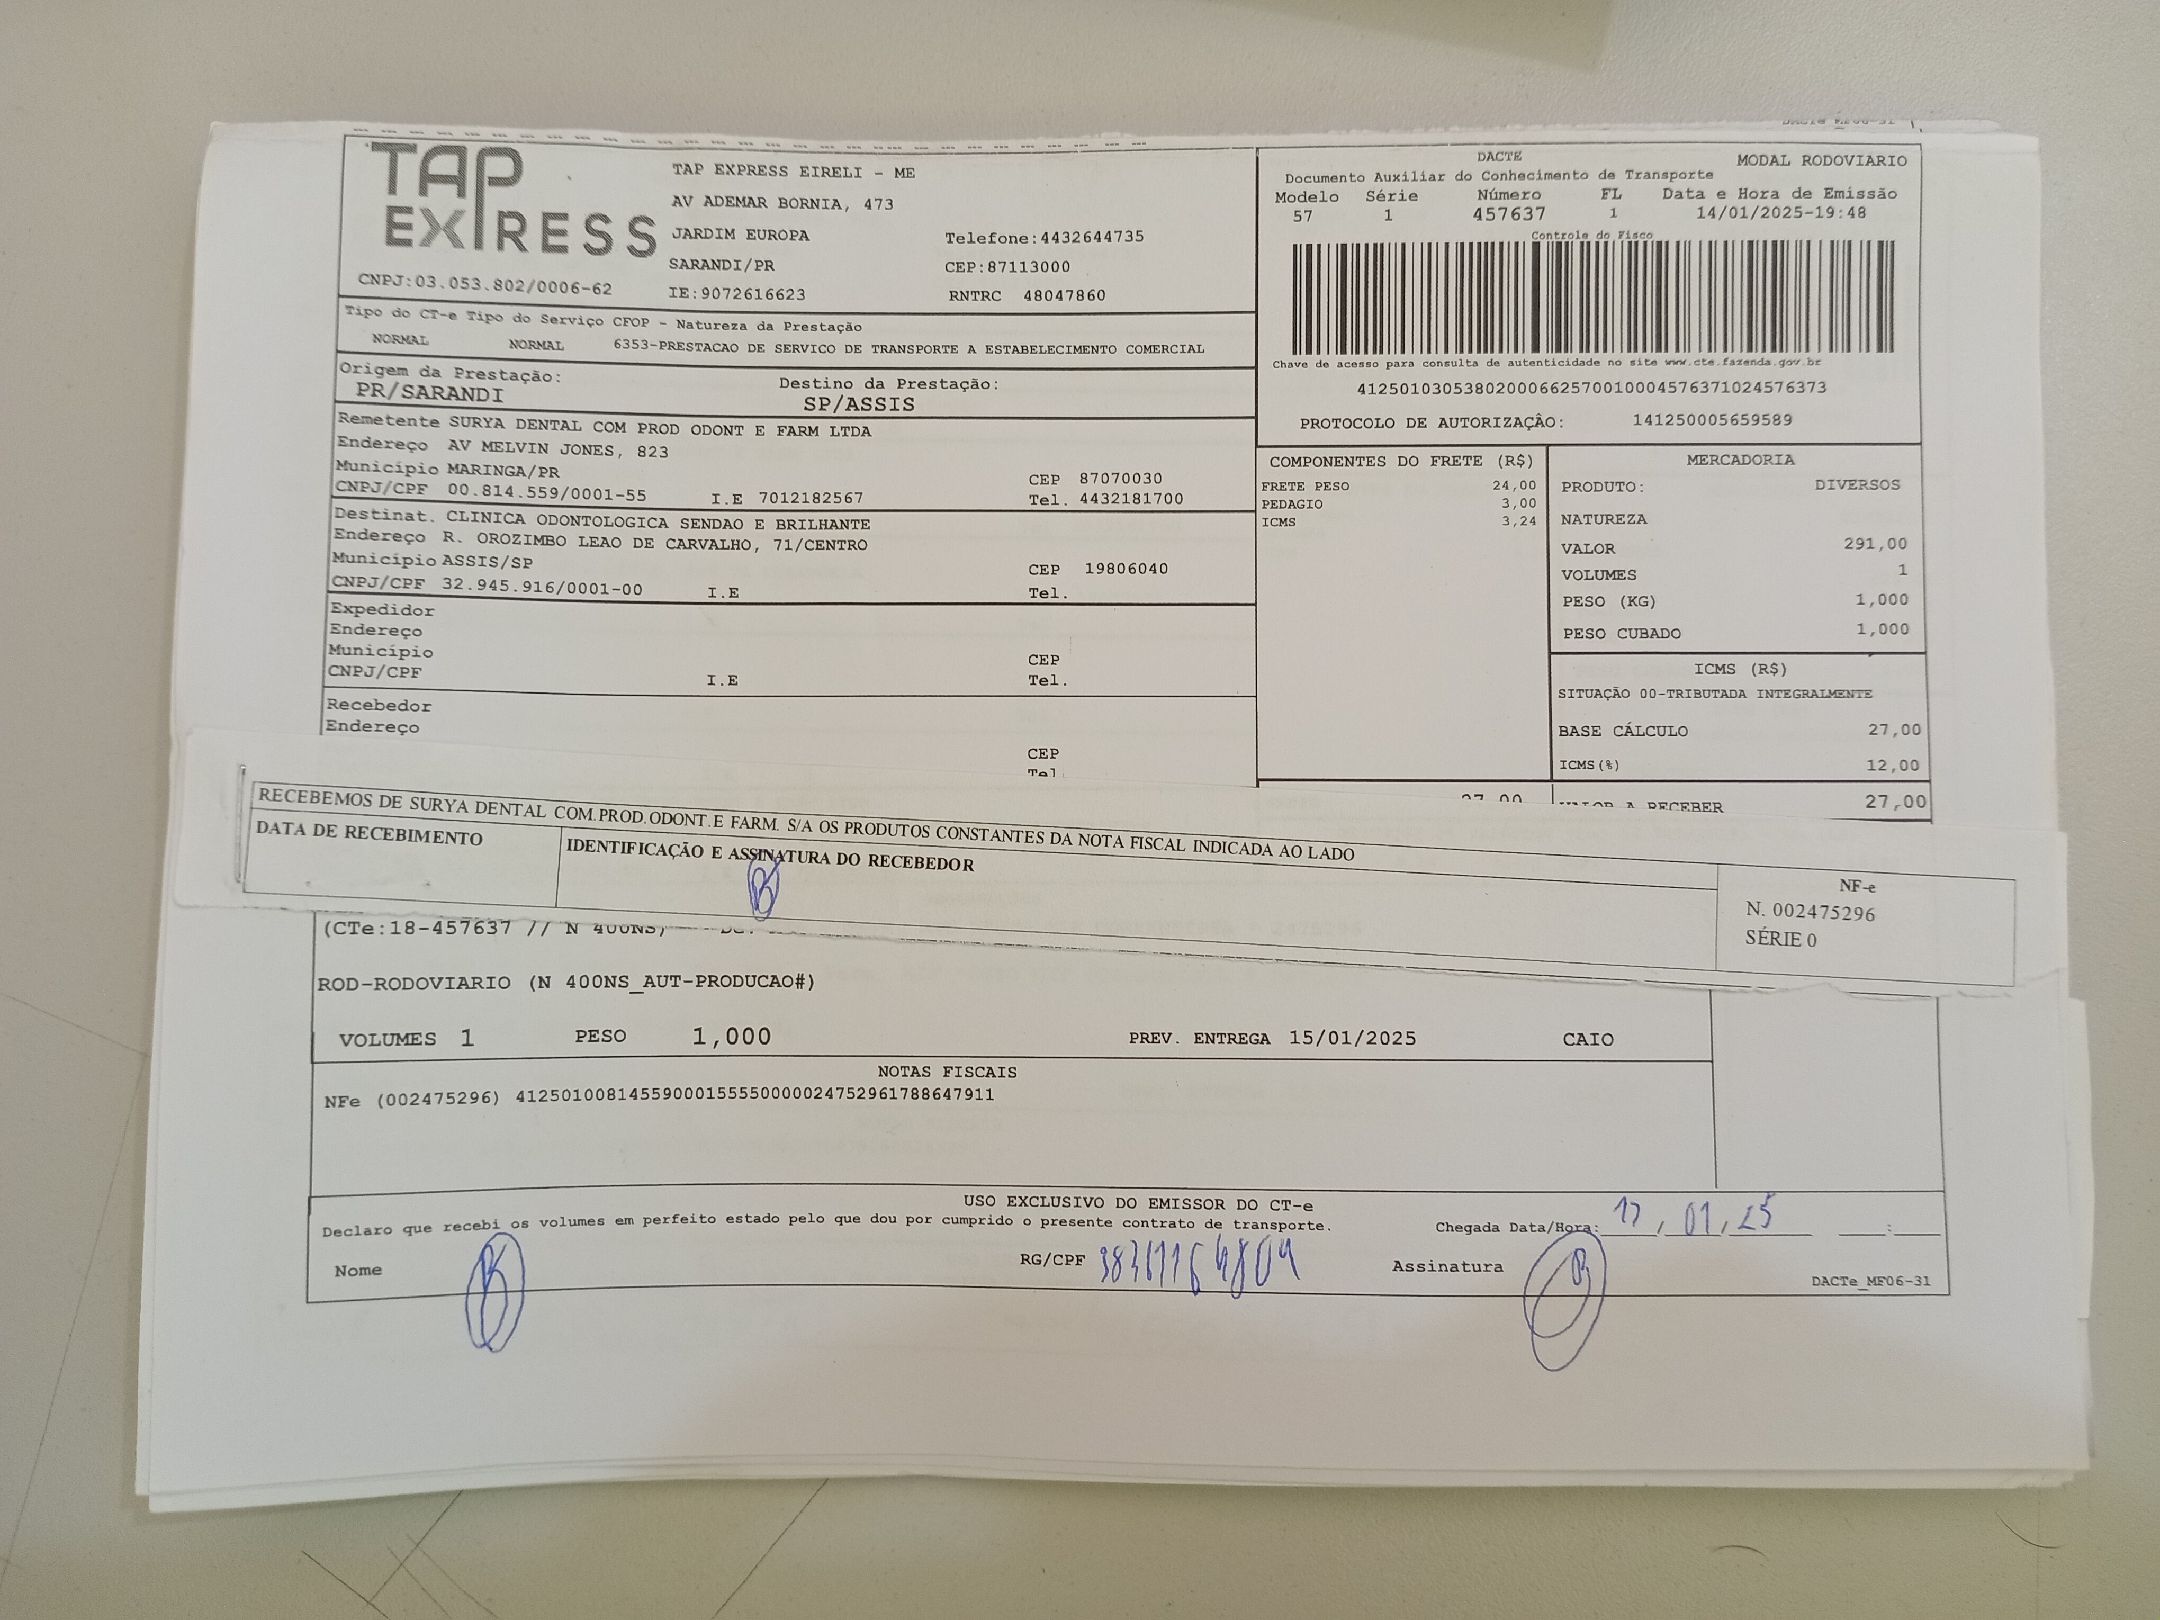 TAP EXPRESS
CNPJ:03.053.802/0006-62
TAP EXPRESS EIRELI - ME
AV ADEMAR BORNIA, 473
JARDIM EUROPA
Telefone:4432644735
SARANDI/PR
CEP:87113000
IE:9072616623
RNTRC 48047860
DACTE
MODAL RODOVIARIO
Documento Auxiliar do Conhecimento de Transporte
Modelo Série Número FL Data e Hora de Emissão
57 1 457637 1 14/01/2025-19:48
Controle do Fisco
Chave de acesso para consulta de autenticidade no site www.cte.fazenda.gov.br
41250103053802000662570010004576371024576373
PROTOCOLO DE AUTORIZAÇÂO: 141250005659589
Tipo do CT-e Tipo do Serviço CFOP - Natureza da Prestação
NORMAL NORMAL 6353-PRESTACAO DE SERVICO DE TRANSPORTE A ESTABELECIMENTO COMERCIAL
Origem da Prestação: Destino da Prestação:
PR/SARANDI SP/ASSIS
Remetente SURYA DENTAL COM PROD ODONT E FARM LTDA
Endereço AV MELVIN JONES, 823
Município MARINGA/PR CEP 87070030
CNPJ/CPF 00.814.559/0001-55 I.E 7012182567 Tel. 4432181700
Destinat. CLINICA ODONTOLOGICA SENDAO E BRILHANTE
Endereço R. OROZIMBO LEAO DE CARVALHO, 71/CENTRO
Município ASSIS/SP CEP 19806040
CNPJ/CPF 32.945.916/0001-00 I.E Tel.
Expedidor
Endereço
Município CEP
CNPJ/CPF I.E Tel.
Recebedor
Endereço
CEP
Tel.
COMPONENTES DO FRETE (R$)
FRETE PESO 24,00
PEDAGIO 3,00
ICMS 3,24
27,00
MERCADORIA
PRODUTO: DIVERSOS
NATUREZA
VALOR 291,00
VOLUMES 1
PESO (KG) 1,000
PESO CUBADO 1,000
ICMS (R$)
SITUAÇÃO 00-TRIBUTADA INTEGRALMENTE
BASE CÁLCULO 27,00
ICMS(%) 12,00
VALOR A RECEBER 27,00
RECEBEMOS DE SURYA DENTAL COM.PROD.ODONT.E FARM. S/A OS PRODUTOS CONSTANTES DA NOTA FISCAL INDICADA AO LADO
DATA DE RECEBIMENTO
IDENTIFICAÇÃO E ASSINATURA DO RECEBEDOR
NF-e
N. 002475296
SÉRIE 0
(CTe:18-457637 // N 400NS)
ROD-RODOVIARIO (N 400NS_AUT-PRODUCAO#)
VOLUMES 1 PESO 1,000 PREV. ENTREGA 15/01/2025 CAIO
NOTAS FISCAIS
NFe (002475296) 41250100814559000155550000024752961788647911
USO EXCLUSIVO DO EMISSOR DO CT-e
Declaro que recebi os volumes em perfeito estado pelo que dou por cumprido o presente contrato de transporte.
Chegada Data/Hora: 17, 01, 25 :
Nome RG/CPF Assinatura
DACTe_MF06-31